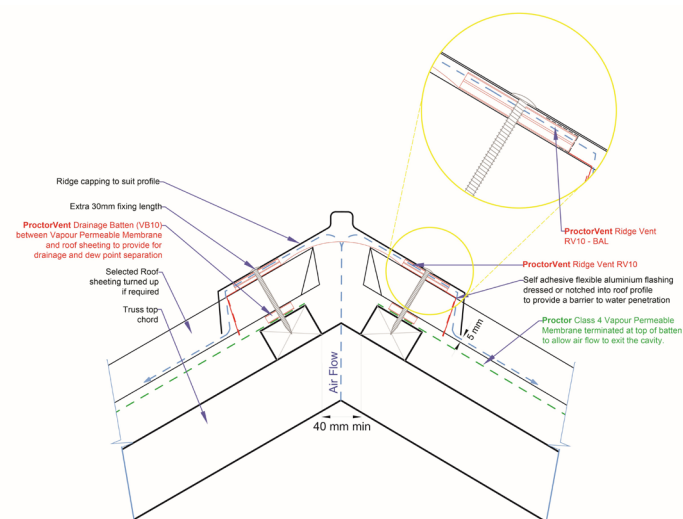 Ridge capping to suit profile
Extra 30mm fixing length
ProctorVent Drainage Batten (VB10)
between Vapour Permeable Membrane
and roof sheeting to provide for
drainage and dew point separation
Selected Roof
sheeting turned up
if required
Truss top
chord
Air Flow
40 mm min
ProctorVent Ridge Vent
RV10 - BAL
ProctorVent Ridge Vent RV10
Self adhesive flexible aluminium flashing
dressed or notched into roof profile
to provide a barrier to water penetration
5 mm
Proctor Class 4 Vapour Permeable
Membrane terminated at top of batten
to allow air flow to exit the cavity.